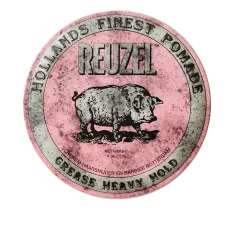 HOLLANDS FINEST POMADE
REUZEL
GREASE HEAVY HOLD